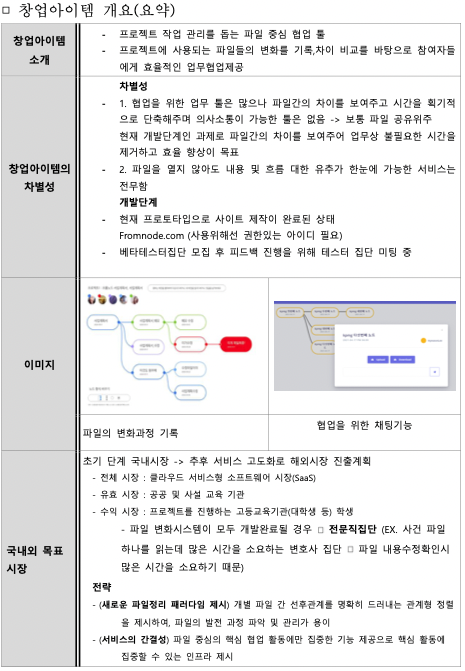 □ 창업아이템 개요(요약)
창업아이템
소개
- 프로젝트 작업 관리를 돕는 파일 중심 협업 툴
- 프로젝트에 사용되는 파일들의 변화를 기록,차이 비교를 바탕으로 참여자들
에게 효율적인 업무협업제공
창업아이템의
차별성
차별성
- 1. 협업을 위한 업무 툴은 많으나 파일간의 차이를 보여주고 시간을 획기적
으로 단축해주며 의사소통이 가능한 툴은 없음 -> 보통 파일 공유위주
현재 개발단계인 과제로 파일간의 차이를 보여주어 업무상 불필요한 시간을
제거하고 효율 향상이 목표
- 2. 파일을 열지 않아도 내용 및 흐름 대한 유추가 한눈에 가능한 서비스는
전무함
개발단계
- 현재 프로토타입으로 사이트 제작이 완료된 상태
Fromnode.com (사용위해선 권한있는 아이디 필요)
- 베타테스터집단 모집 후 피드백 진행을 위해 테스터 집단 미팅 중
이미지
파일의 변화과정 기록
협업을 위한 채팅기능
국내외 목표
시장
초기 단계 국내시장 -> 추후 서비스 고도화로 해외시장 진출계획
- 전체 시장 : 클라우드 서비스형 소프트웨어 시장(SaaS)
- 유효 시장 : 공공 및 사설 교육 기관
- 수익 시장 : 프로젝트를 진행하는 고등교육기관(대학생 등) 학생
- 파일 변화시스템이 모두 개발완료될 경우 □ 전문직집단 (EX. 사건 파일
하나를 읽는데 많은 시간을 소요하는 변호사 집단 □ 파일 내용수정확인시
많은 시간을 소요하기 때문)
전략
- (새로운 파일정리 패러다임 제시) 개별 파일 간 선후관계를 명확히 드러내는 관계형 정렬
을 제시하여, 파일의 발전 과정 파악 및 관리가 용이
- (서비스의 간결성) 파일 중심의 핵심 협업 활동에만 집중한 기능 제공으로 핵심 활동에
집중할 수 있는 인프라 제시